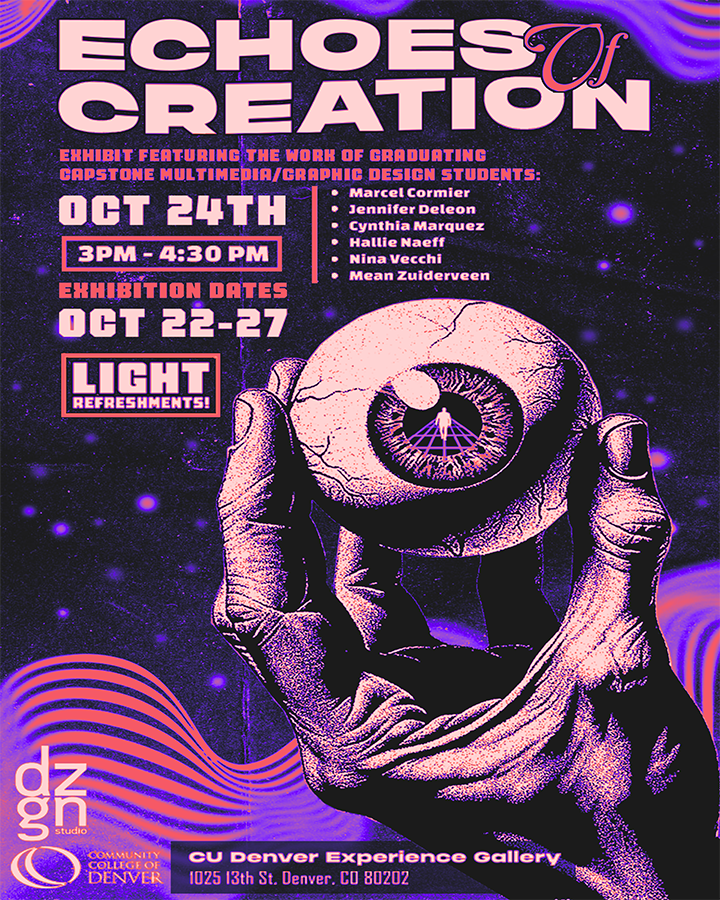 ECHOES Of
CREATION
EXHIBIT FEATURING THE WORK OF GRADUATING
CAPSTONE MULTIMEDIA/GRAPHIC DESIGN STUDENTS:
OCT 24TH
3PM - 4:30 PM
• Marcel Cormier
• Jennifer Deleon
• Cynthia Marquez
• Hallie Naeff
• Nina Vecchi
• Mean Zuiderveen
EXHIBITION DATES
OCT 22-27
LIGHT
REFRESHMENTS!
dz
gn
studio
COMMUNITY
COLLEGE OF
DENVER
CU Denver Experience Gallery
1025 13th St, Denver, CO 80202